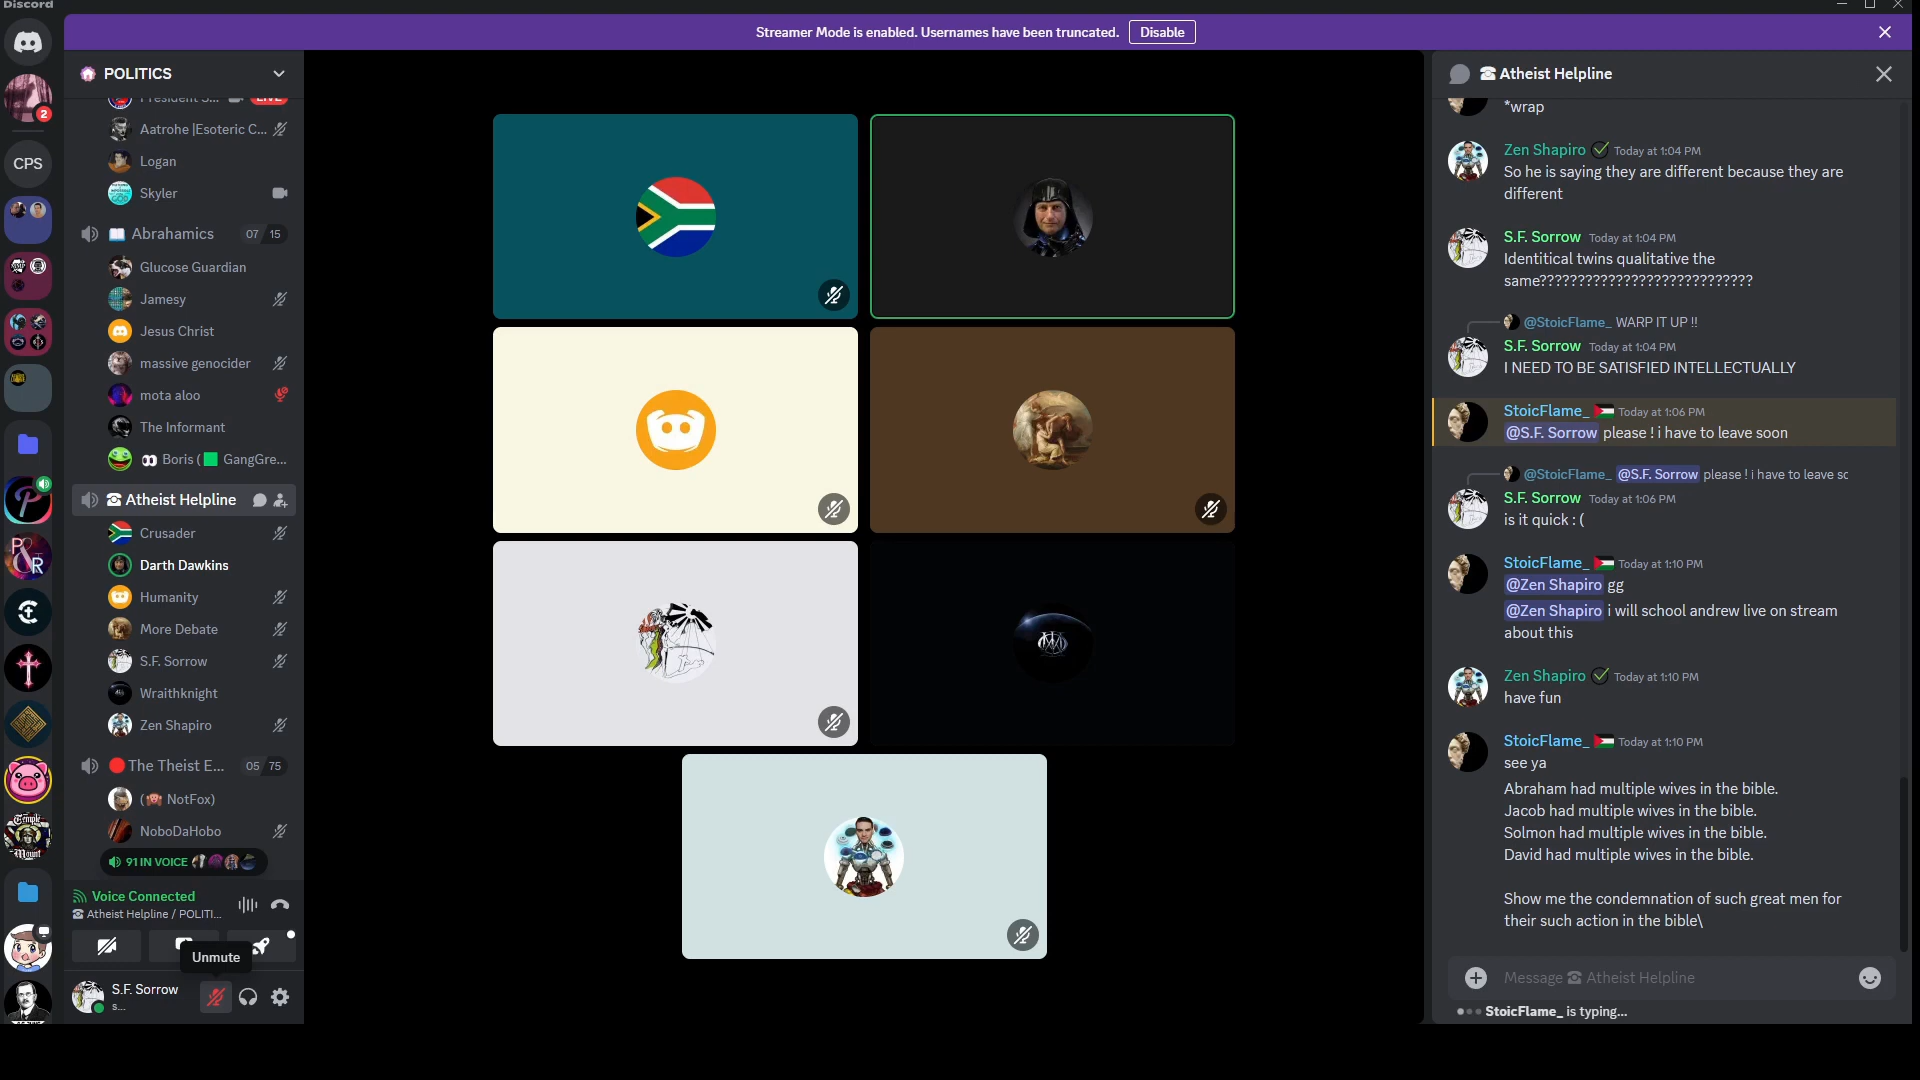 Discord
Streamer Mode is enabled. Usernames have been truncated.
Disable
2
CPS
POLITICS
President S...
LIVE
Aatrohe |Esoteric C...
Logan
Skyler
Abrahamics
07 / 15
Glucose Guardian
Jamesy
Jesus Christ
massive genocider
mota aloo
The Informant
Boris ( GangGre...
Atheist Helpline
Crusader
Darth Dawkins
Humanity
More Debate
S.F. Sorrow
Wraithknight
Zen Shapiro
The Theist E...
05 / 75
( NotFox)
NoboDaHobo
91 IN VOICE
Voice Connected
Atheist Helpline / POLITI...
Unmute
S.F. Sorrow
s...
Atheist Helpline
*wrap
Zen Shapiro Today at 1:04 PM
So he is saying they are different because they are
different
S.F. Sorrow Today at 1:04 PM
Identitical twins qualitative the
same????????????????????????????
@StoicFlame_ WARP IT UP !!
S.F. Sorrow Today at 1:04 PM
I NEED TO BE SATISFIED INTELLECTUALLY
StoicFlame_ Today at 1:06 PM
@S.F. Sorrow please ! i have to leave soon
@StoicFlame_ @S.F. Sorrow please ! i have to leave sc
S.F. Sorrow Today at 1:06 PM
is it quick : (
StoicFlame_ Today at 1:10 PM
@Zen Shapiro gg
@Zen Shapiro i will school andrew live on stream
about this
Zen Shapiro Today at 1:10 PM
have fun
StoicFlame_ Today at 1:10 PM
see ya
Abraham had multiple wives in the bible.
Jacob had multiple wives in the bible.
Solmon had multiple wives in the bible.
David had multiple wives in the bible.
Show me the condemnation of such great men for
their such action in the bible\
Message Atheist Helpline
StoicFlame_ is typing...